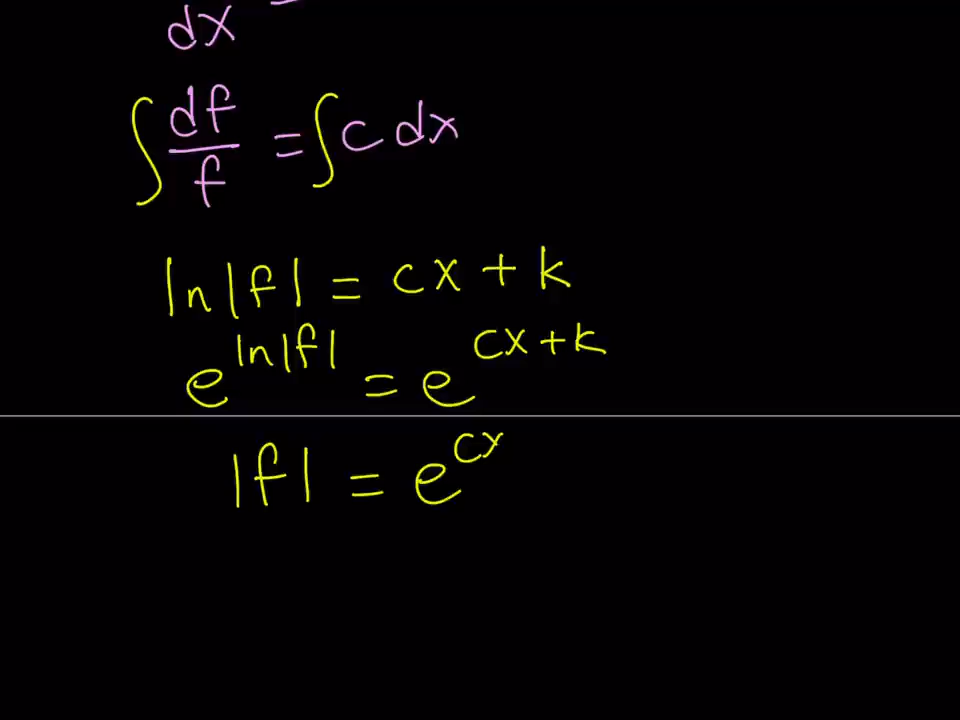 dx
∫ df/f = ∫ c dx
ln|f| = cx + k
e^{ln|f|} = e^{cx + k}
|f| = e^{cx}